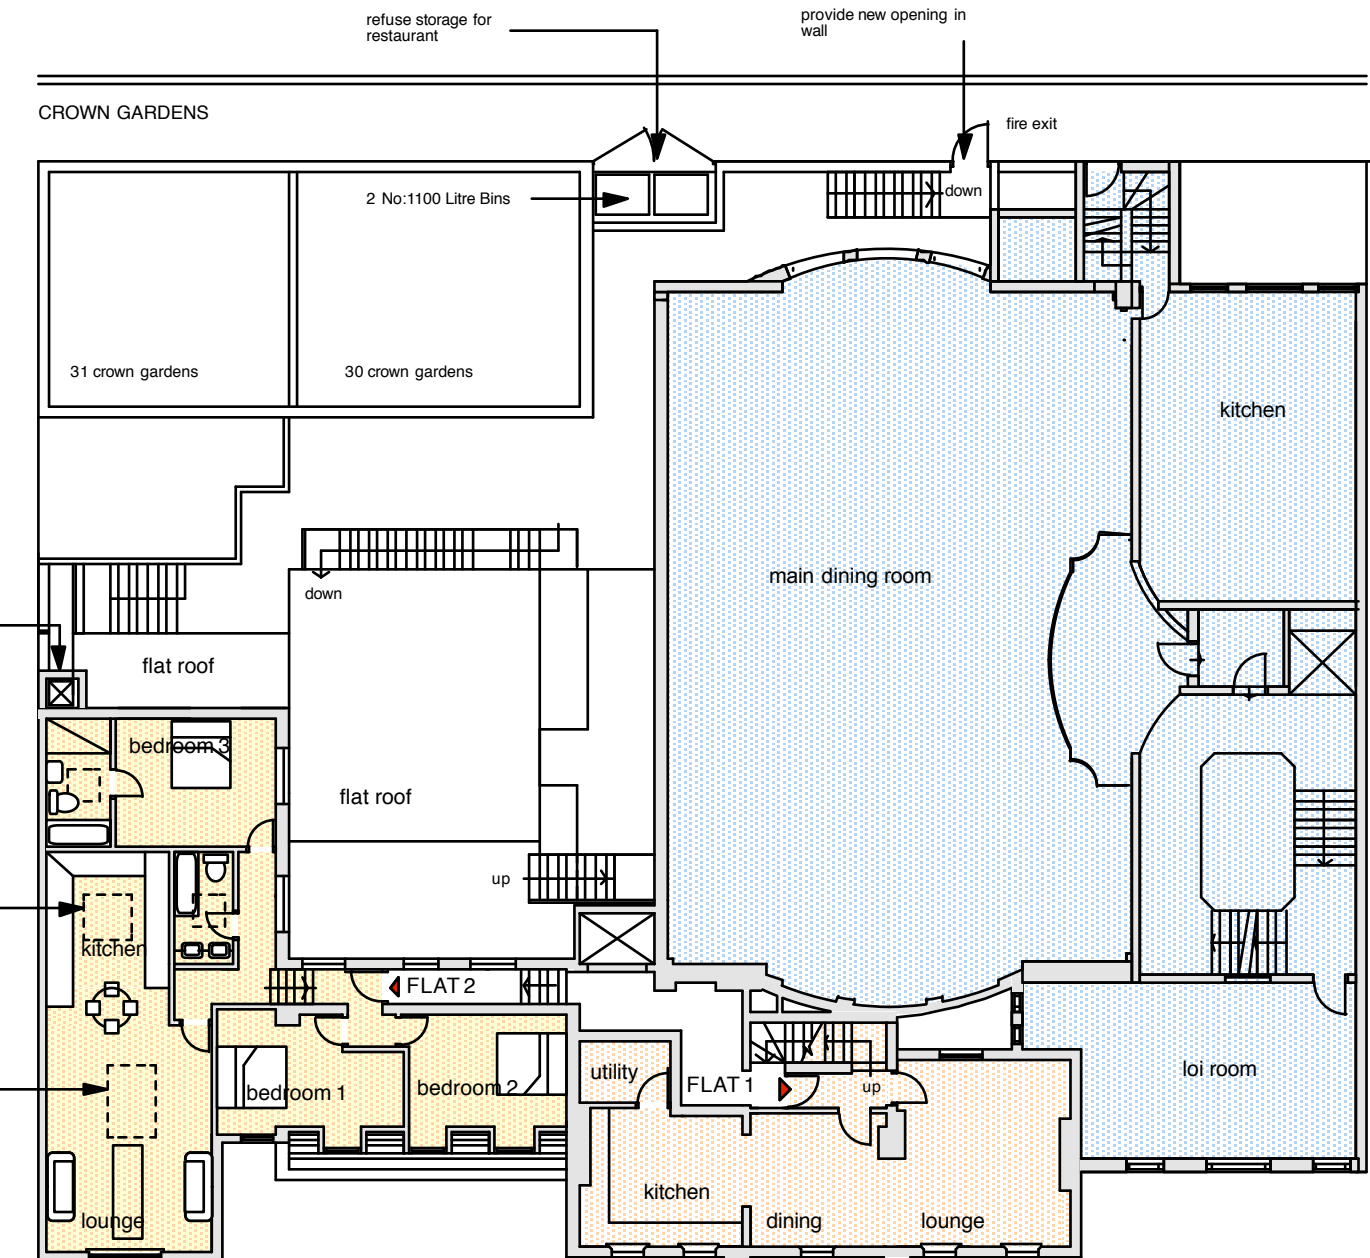 refuse storage for
restaurant
provide new opening in
wall
CROWN GARDENS
fire exit
2 No:1100 Litre Bins
down
31 crown gardens
30 crown gardens
kitchen
main dining room
down
flat roof
bedroom 3
flat roof
up
kitchen
FLAT 2
bedroom 1
bedroom 2
utility
FLAT 1
up
loi room
kitchen
lounge
dining
lounge